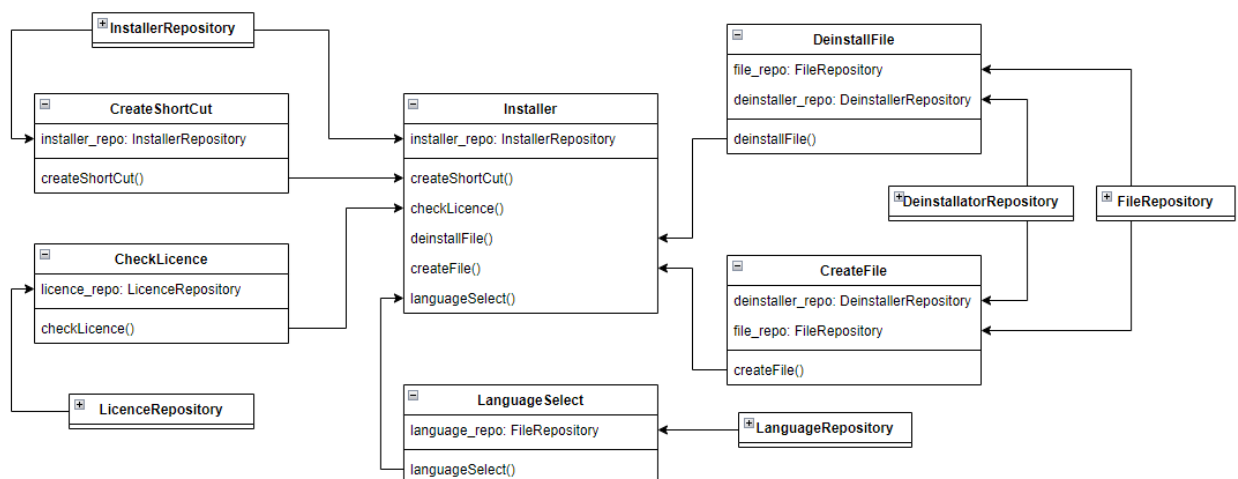 InstallerRepository
CreateShortCut
installer_repo: InstallerRepository
createShortCut()
CheckLicence
licence_repo: LicenceRepository
checkLicence()
LicenceRepository
Installer
installer_repo: InstallerRepository
createShortCut()
checkLicence()
deinstallFile()
createFile()
languageSelect()
LanguageSelect
language_repo: FileRepository
languageSelect()
DeinstallFile
file_repo: FileRepository
deinstaller_repo: DeinstallerRepository
deinstallFile()
DeinstallatorRepository
FileRepository
CreateFile
deinstaller_repo: DeinstallerRepository
file_repo: FileRepository
createFile()
LanguageRepository